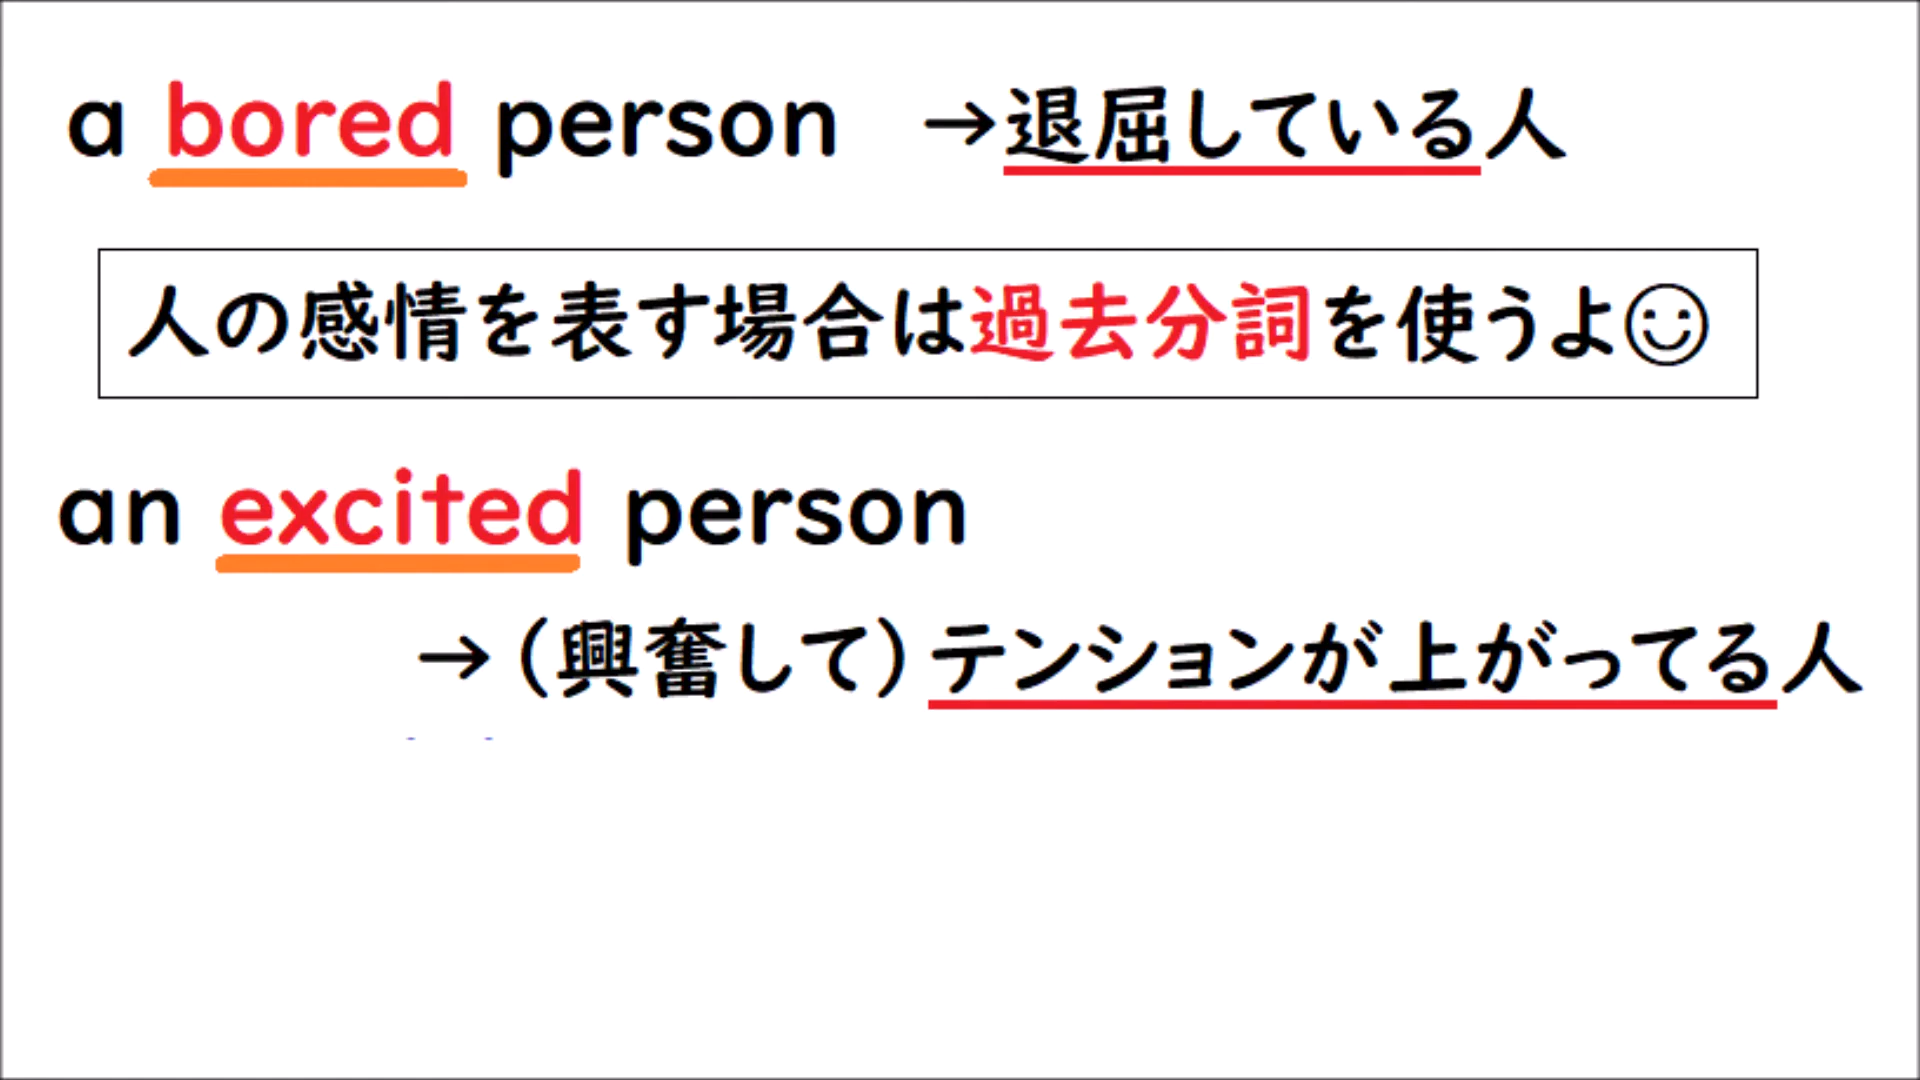 a bored person →退屈している人
人の感情を表す場合は過去分詞を使うよ☺
an excited person
→(興奮して)テンションが上がってる人